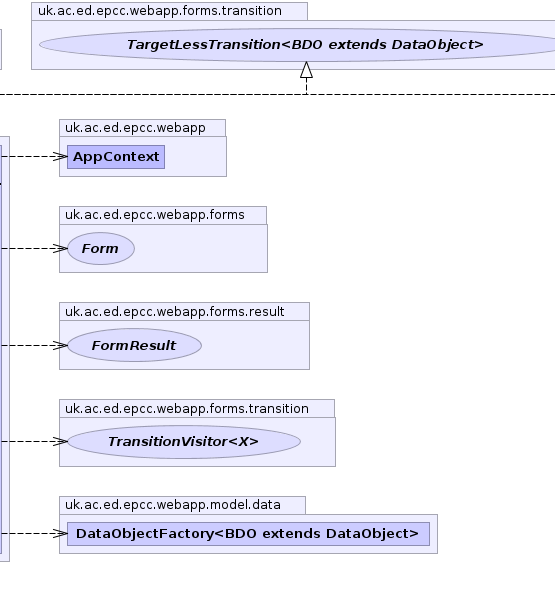 uk.ac.ed.epcc.webapp.forms.transition
TargetLessTransition<BDO extends DataObject>
uk.ac.ed.epcc.webapp
AppContext
uk.ac.ed.epcc.webapp.forms
Form
uk.ac.ed.epcc.webapp.forms.result
FormResult
uk.ac.ed.epcc.webapp.forms.transition
TransitionVisitor<X>
uk.ac.ed.epcc.webapp.model.data
DataObjectFactory<BDO extends DataObject>